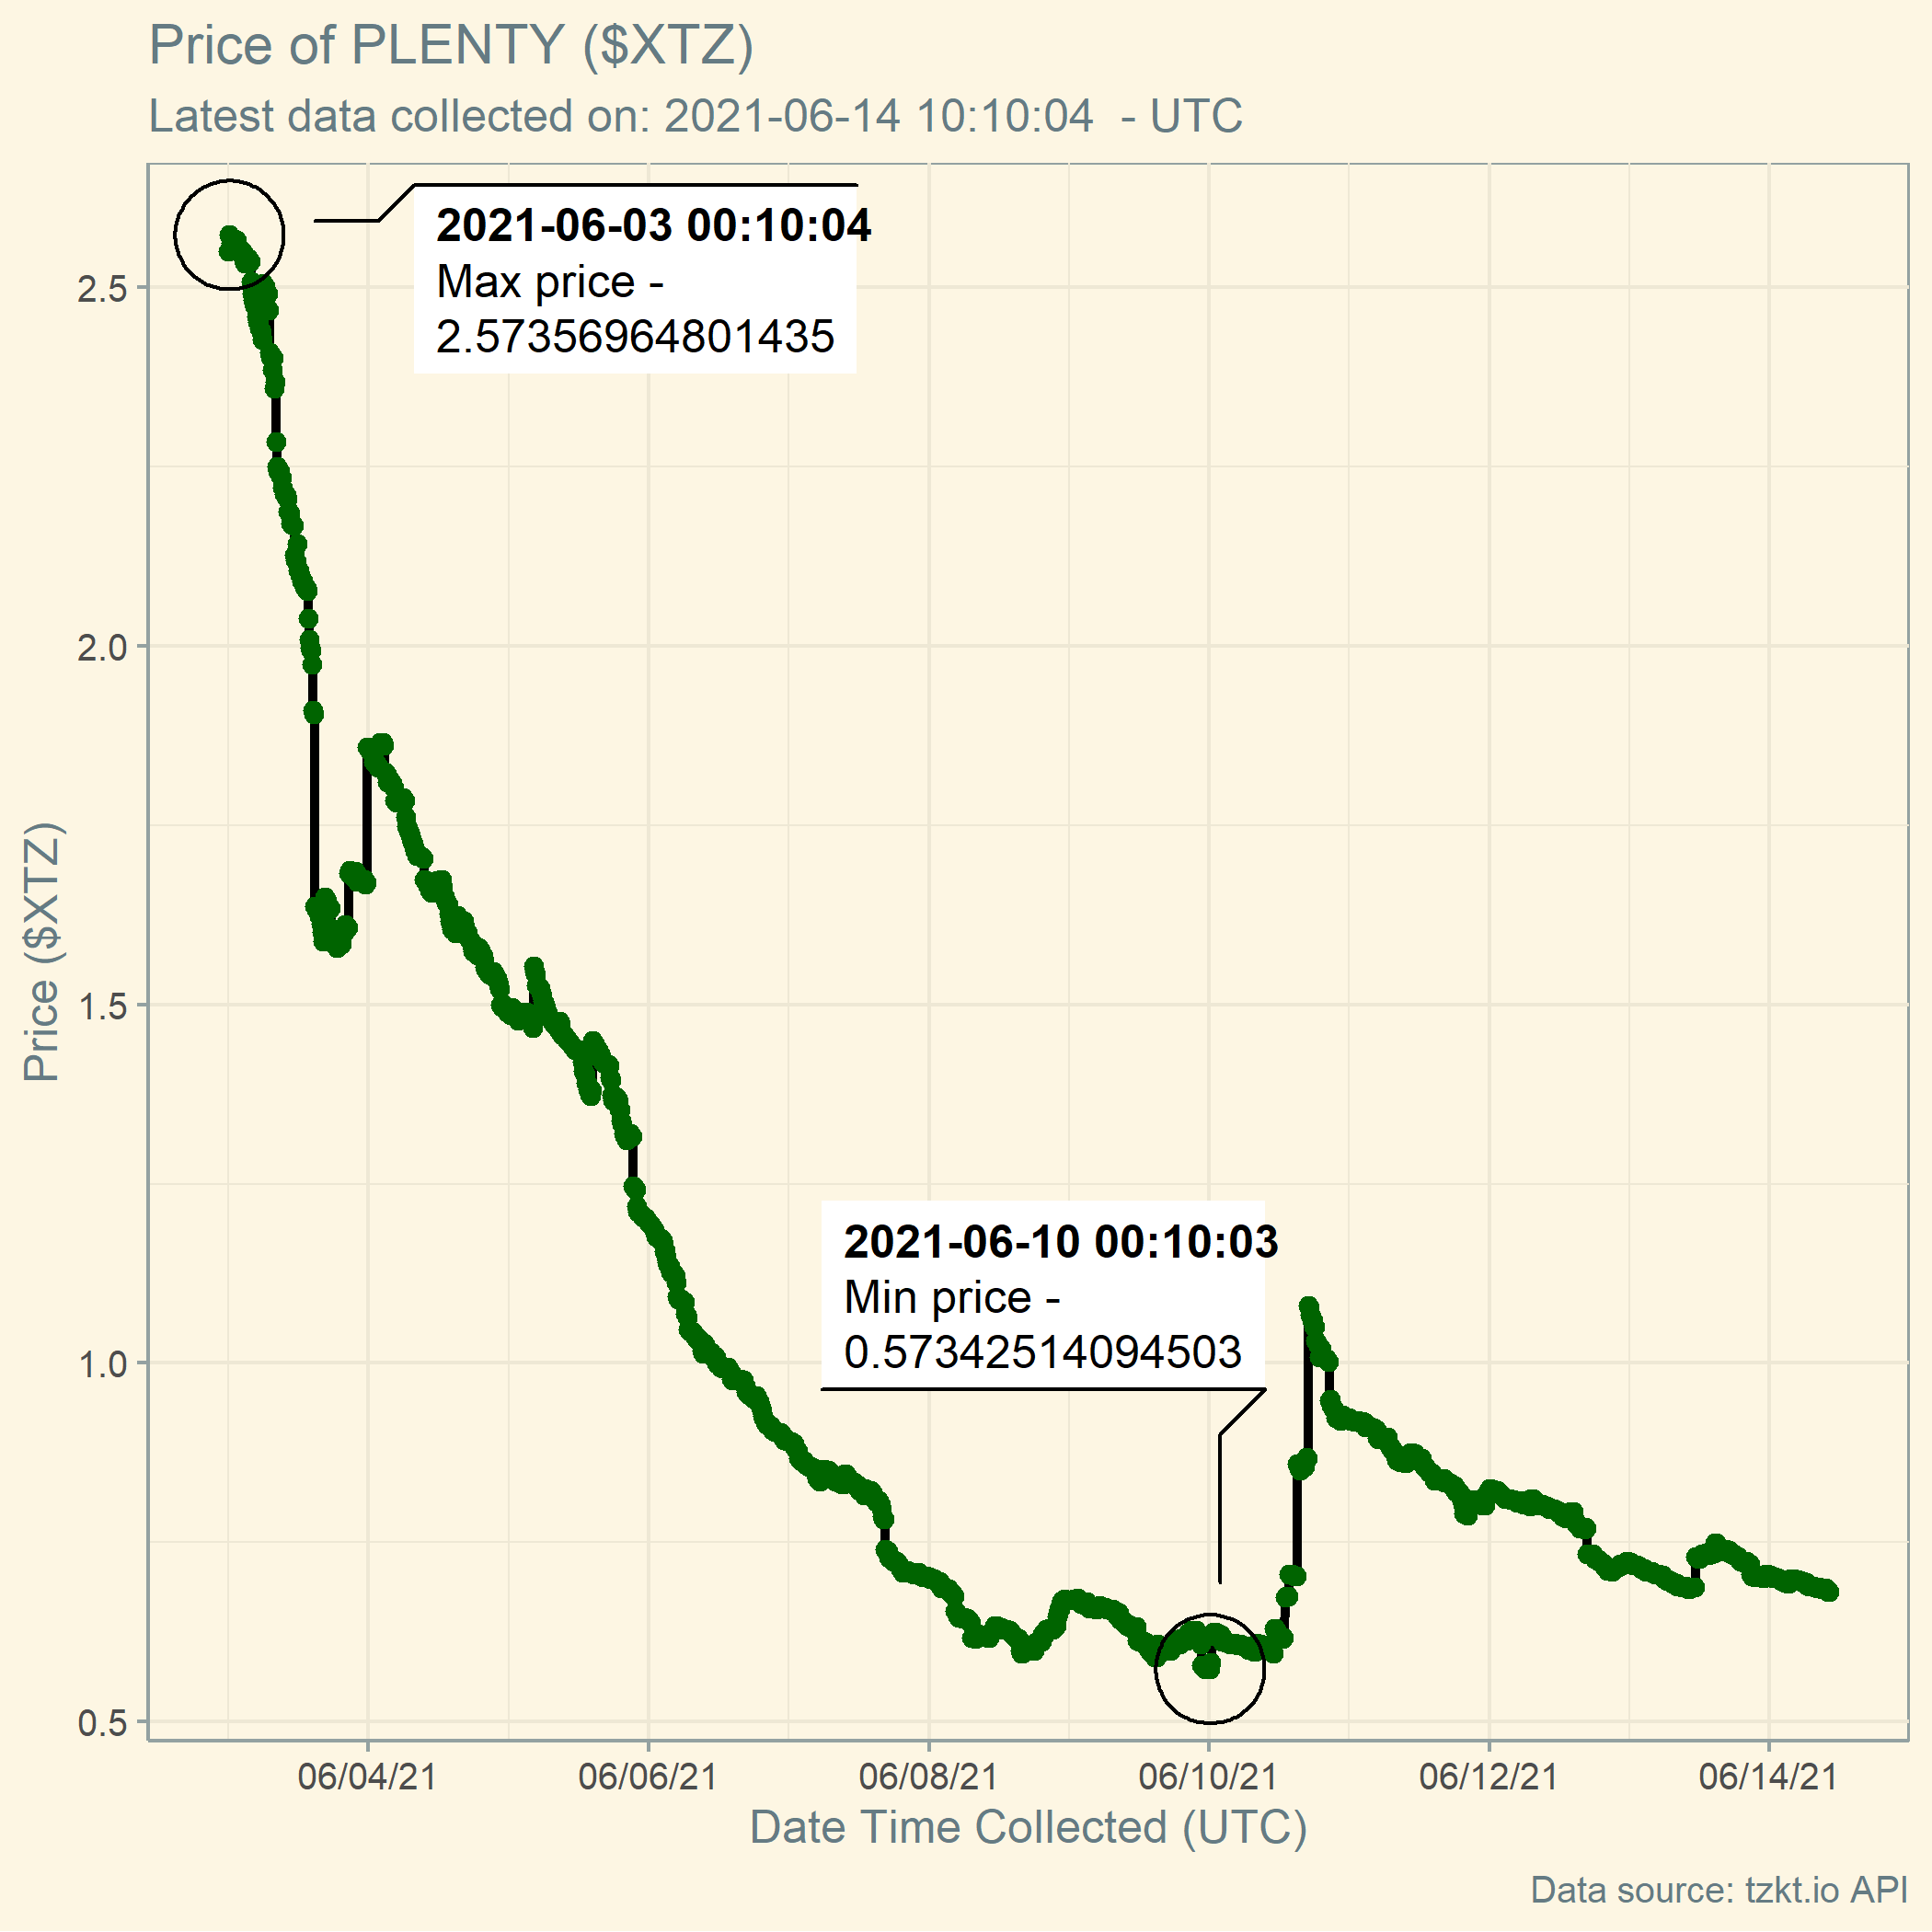 Price of PLENTY ($XTZ)
Latest data collected on: 2021-06-14 10:10:04  - UTC
2021-06-03 00:10:04
Max price -
2.57356964801435
2.5
2.0
1.5
1.0
0.5
Price ($XTZ)
2021-06-10 00:10:03
Min price -
0.57342514094503
06/04/21
06/06/21
06/08/21
06/10/21
06/12/21
06/14/21
Date Time Collected (UTC)
Data source: tzkt.io API